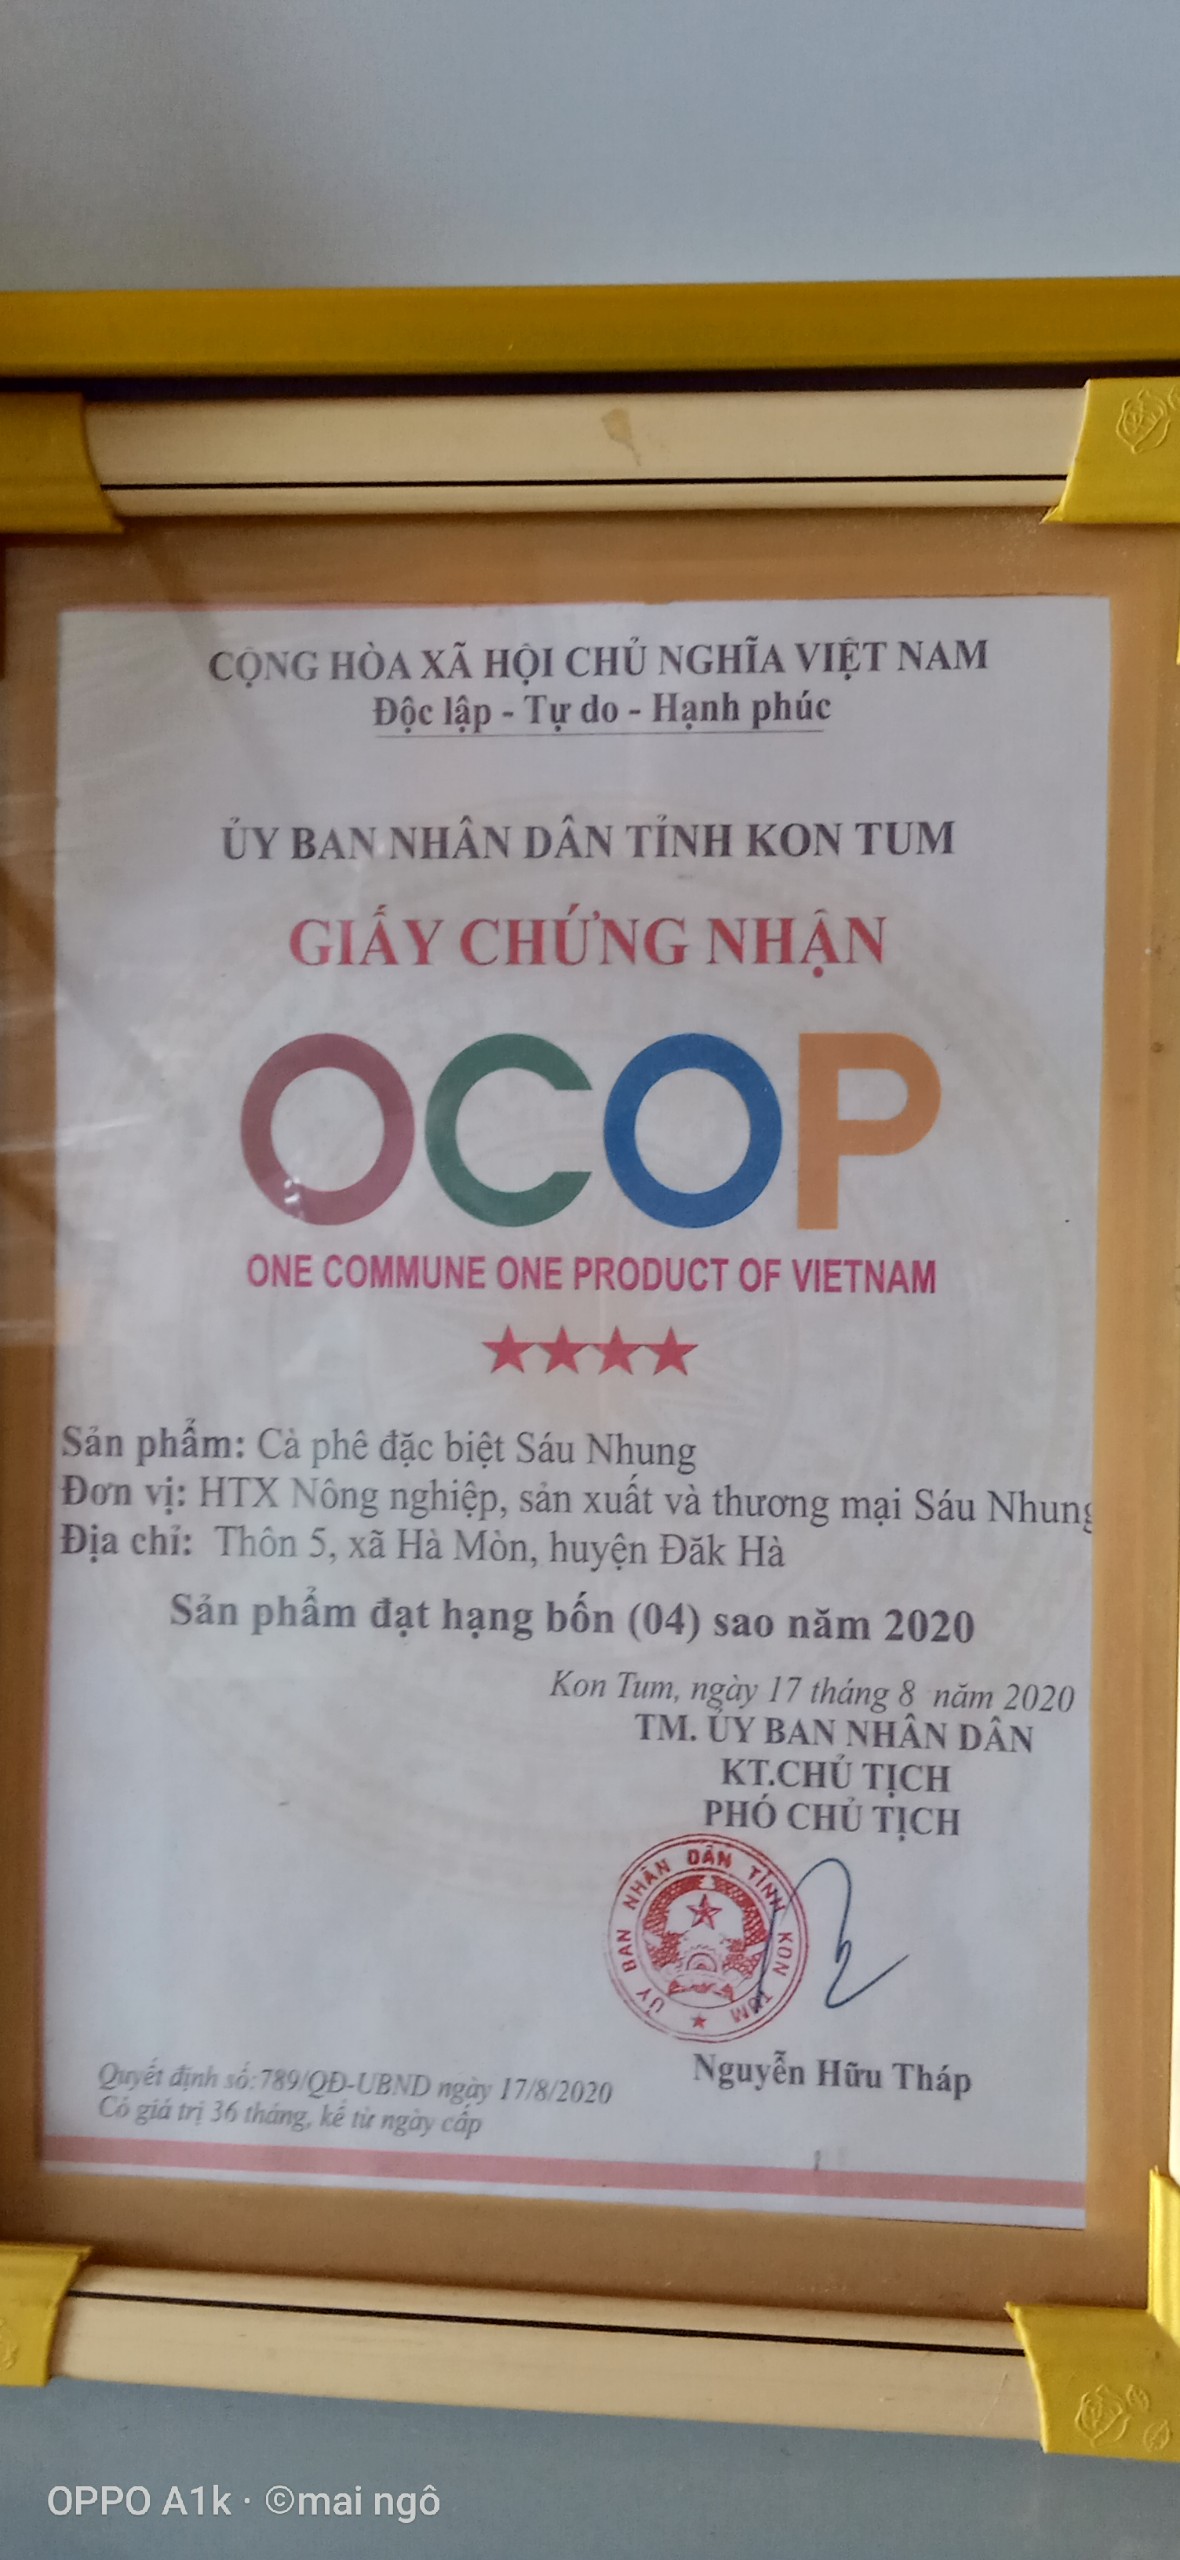 CỘNG HÒA XÃ HỘI CHỦ NGHĨA VIỆT NAM
Độc lập - Tự do - Hạnh phúc
ỦY BAN NHÂN DÂN TỈNH KON TUM
GIẤY CHỨNG NHẬN
OCOP
ONE COMMUNE ONE PRODUCT OF VIETNAM
Sản phẩm: Cà phê đặc biệt Sáu Nhung
Đơn vị: HTX Nông nghiệp, sản xuất và thương mại Sáu Nhung
Địa chỉ: Thôn 5, xã Hà Mòn, huyện Đăk Hà
Sản phẩm đạt hạng bốn (04) sao năm 2020
Kon Tum, ngày 17 tháng 8 năm 2020
TM. ỦY BAN NHÂN DÂN
KT.CHỦ TỊCH
PHÓ CHỦ TỊCH
ỦY BAN NHÂN DÂN TỈNH KON TUM
Nguyễn Hữu Tháp
Quyết định số:789/QĐ-UBND ngày 17/8/2020
Có giá trị 36 tháng, kể từ ngày cấp
OPPO A1k · ©mai ngô